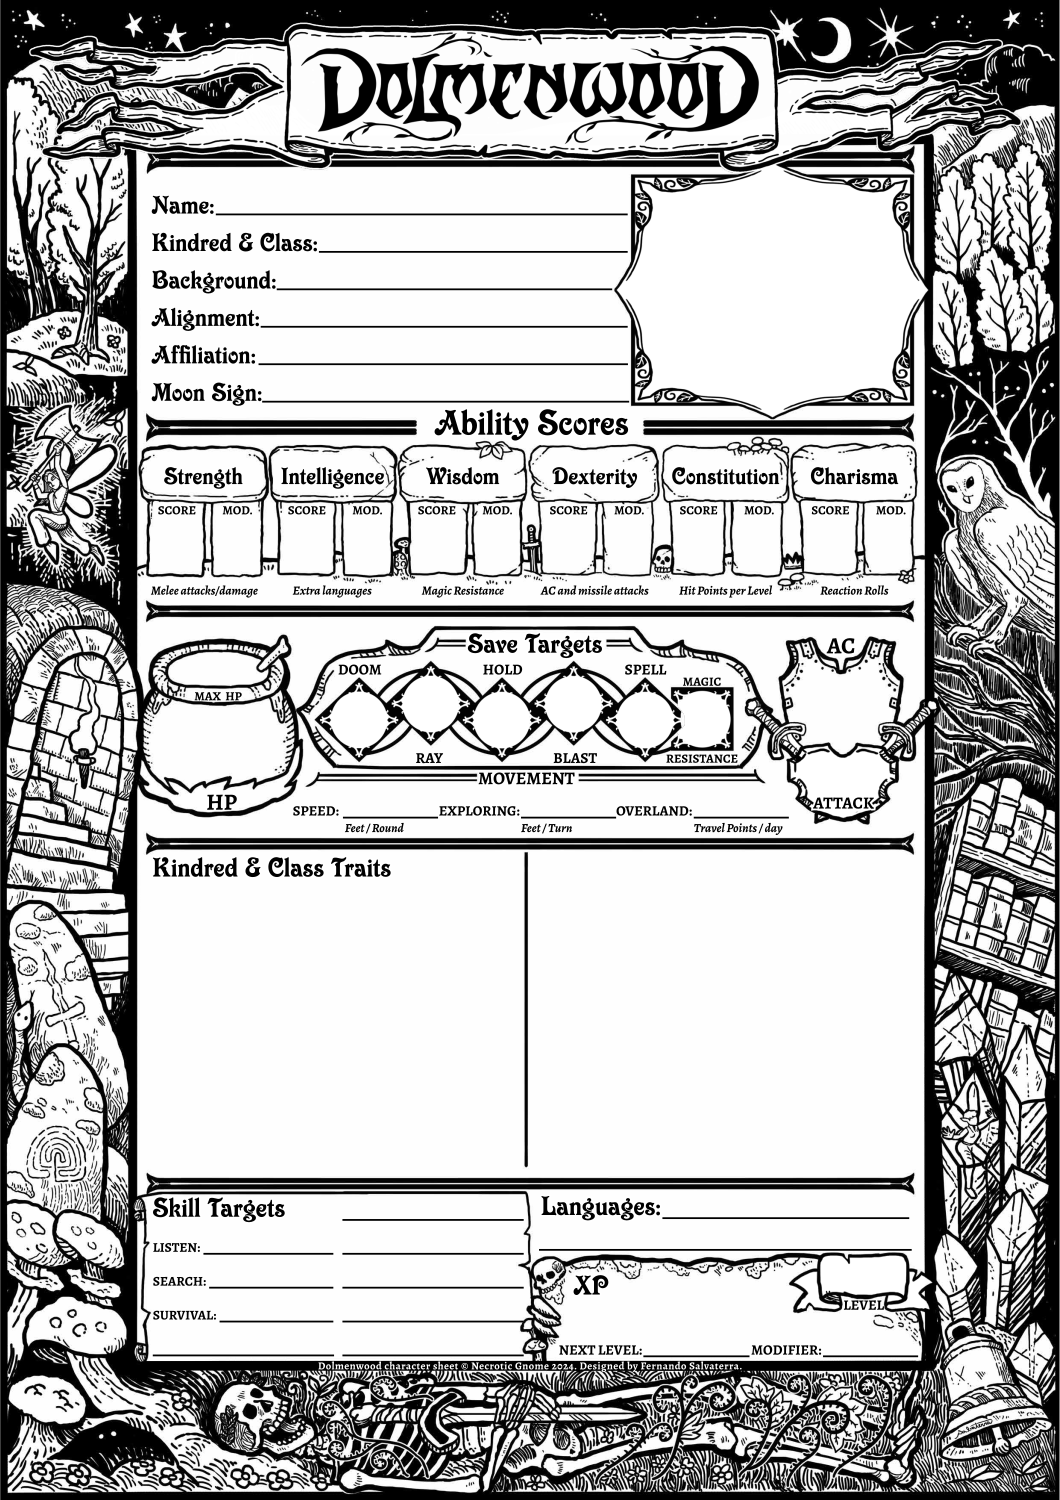 DOLMENWOOD
Name:
Kindred & Class:
Background:
Alignment:
Affiliation:
Moon Sign:
Ability Scores
Strength Intelligence Wisdom Dexterity Constitution Charisma
SCORE MOD. SCORE MOD. SCORE MOD. SCORE MOD. SCORE MOD. SCORE MOD.
Melee attacks/damage Extra languages Magic Resistance AC and missile attacks Hit Points per Level Reaction Rolls
Save Targets
AC
DOOM HOLD SPELL
MAGIC
MAX HP
RAY BLAST RESISTANCE
MOVEMENT
HP
ATTACK
SPEED: EXPLORING: OVERLAND:
Feet / Round Feet / Turn Travel Points / day
Kindred & Class Traits
Skill Targets
Languages:
LISTEN:
SEARCH:
XP
LEVEL
SURVIVAL:
NEXT LEVEL: MODIFIER:
Dolmenwood character sheet © Necrotic Gnome 2024. Designed by Fernando Salvaterra.